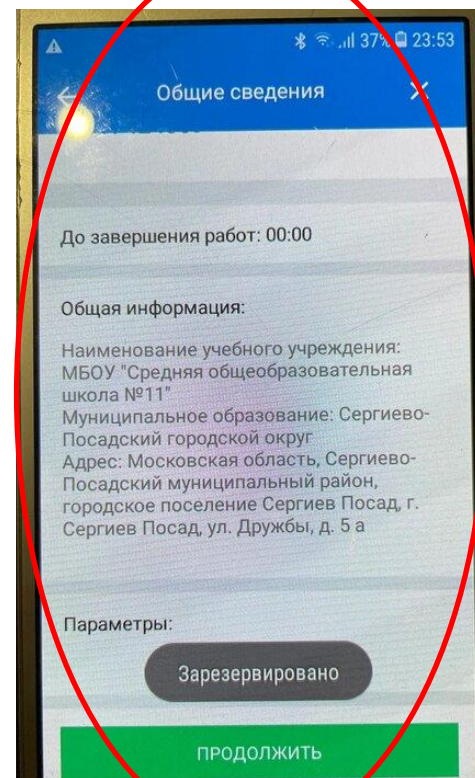 37% 23:53
Общие сведения
До завершения работ: 00:00
Общая информация:
Наименование учебного учреждения:
МБОУ "Средняя общеобразовательная
школа №11"
Муниципальное образование: Сергиево-
Посадский городской округ
Адрес: Московская область, Сергиево-
Посадский муниципальный район,
городское поселение Сергиев Посад, г.
Сергиев Посад, ул. Дружбы, д. 5 а
Параметры:
Зарезервировано
ПРОДОЛЖИТЬ